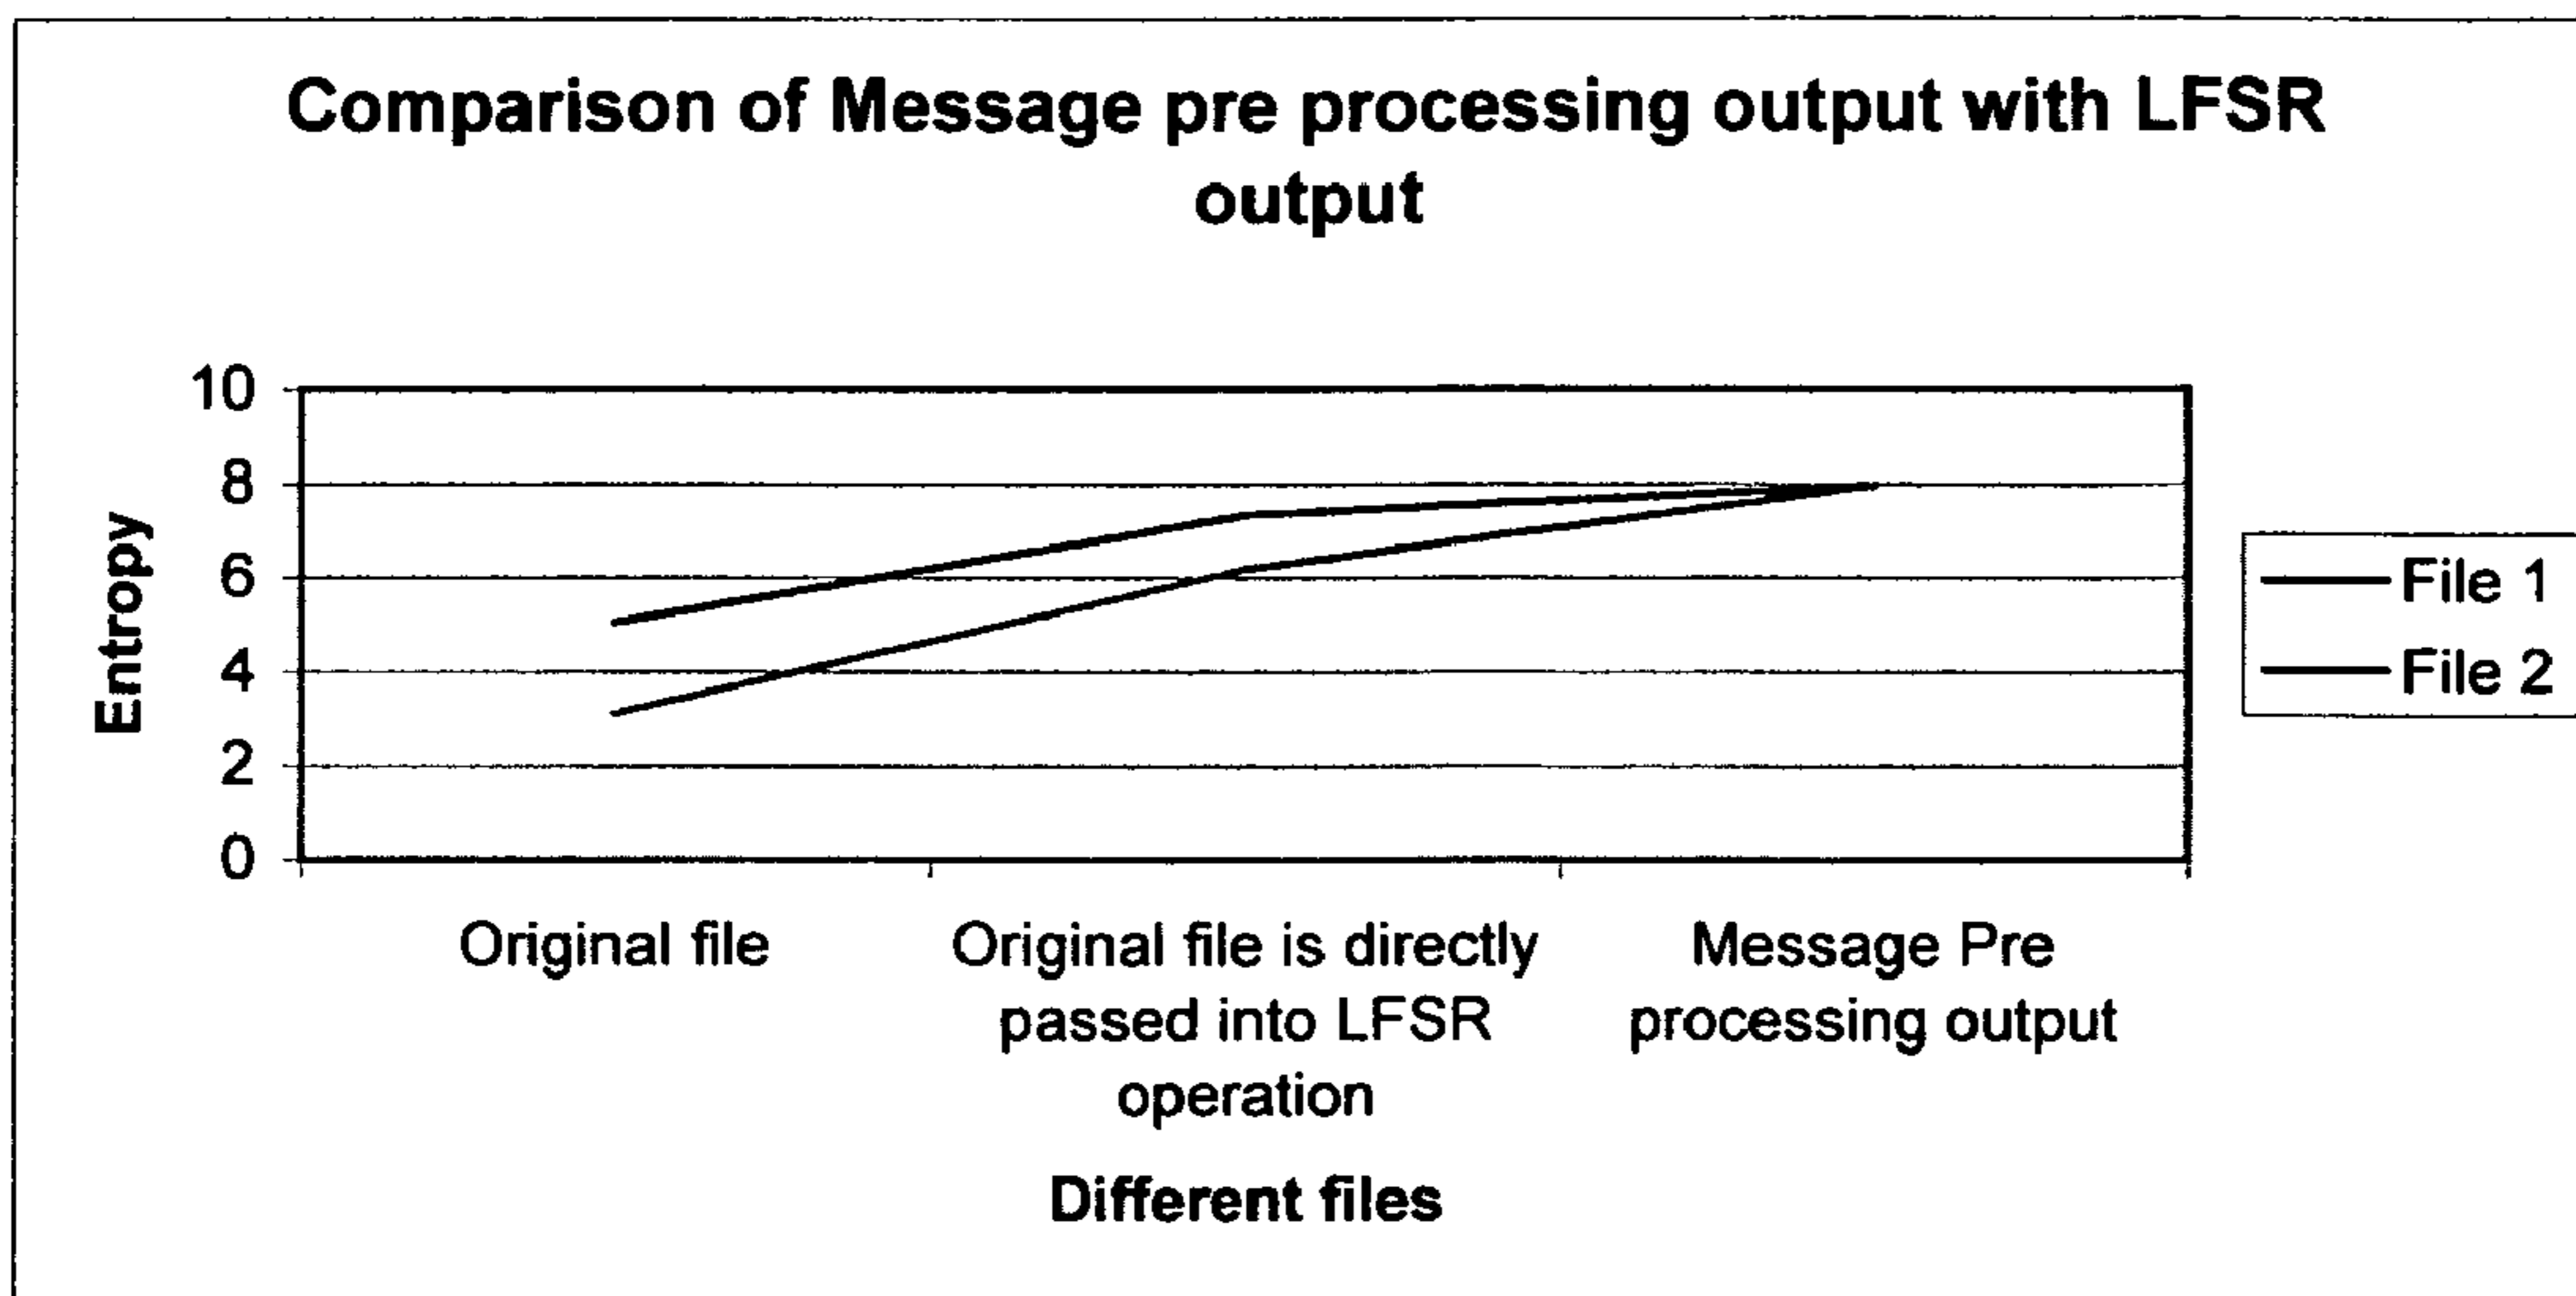 Comparison of Message pre processing output with LFSR
output
Entropy
10
8
6
4
2
0
File 1
File 2
Original file
Original file is directly
passed into LFSR
operation
Message Pre
processing output
Different files